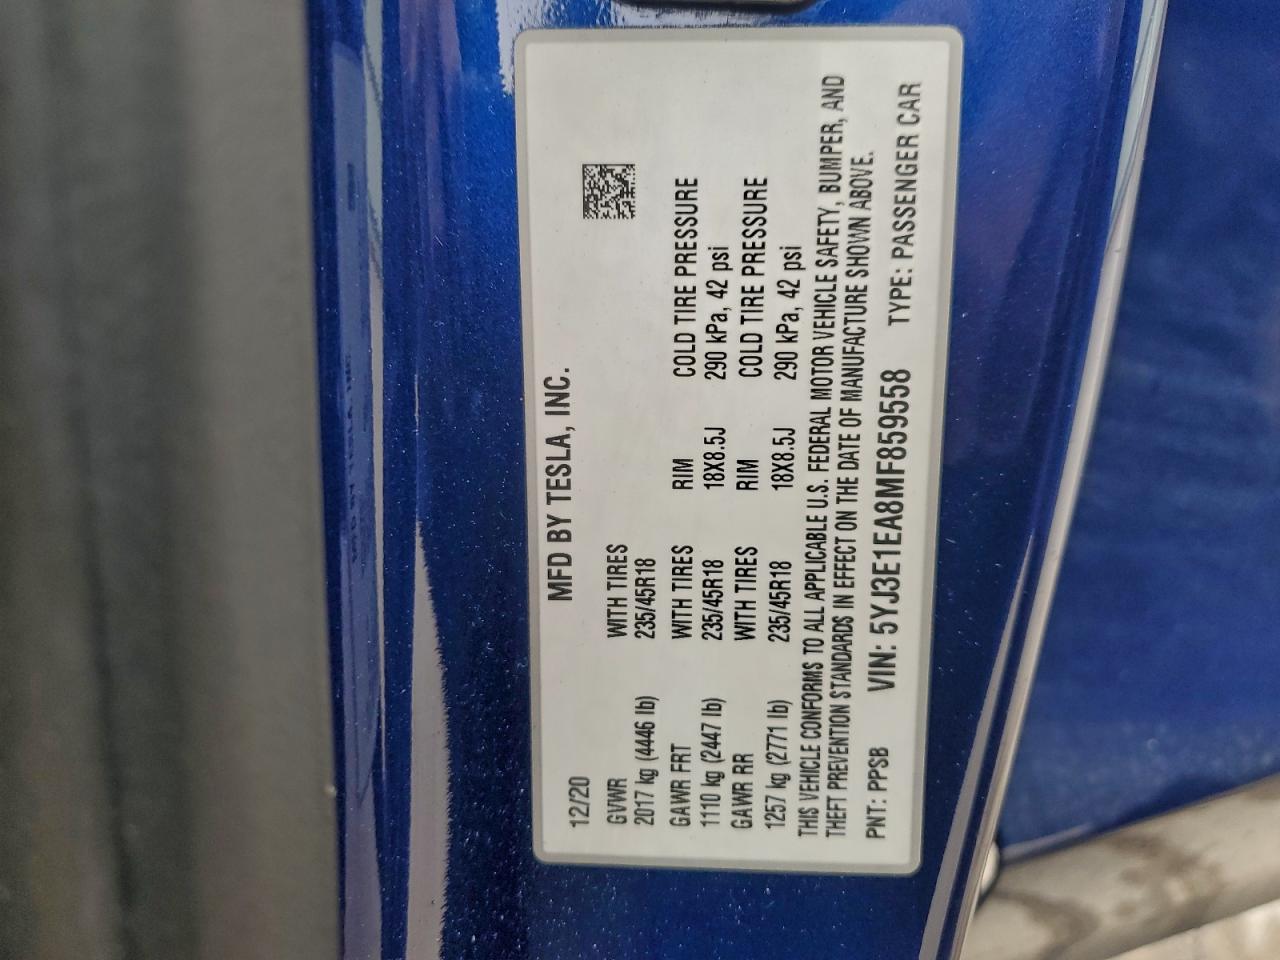 MFD BY TESLA, INC.
12/20
GVWR WITH TIRES
2017 kg (4446 lb) 235/45R18
GAWR FRT WITH TIRES RIM COLD TIRE PRESSURE
1110 kg (2447 lb) 235/45R18 18X8.5J 290 kPa, 42 psi
GAWR RR WITH TIRES RIM COLD TIRE PRESSURE
1257 kg (2771 lb) 235/45R18 18X8.5J 290 kPa, 42 psi
THIS VEHICLE CONFORMS TO ALL APPLICABLE U.S. FEDERAL MOTOR VEHICLE SAFETY, BUMPER, AND
THEFT PREVENTION STANDARDS IN EFFECT ON THE DATE OF MANUFACTURE SHOWN ABOVE.
PNT: PPSB VIN: 5YJ3E1EA8MF859558 TYPE: PASSENGER CAR